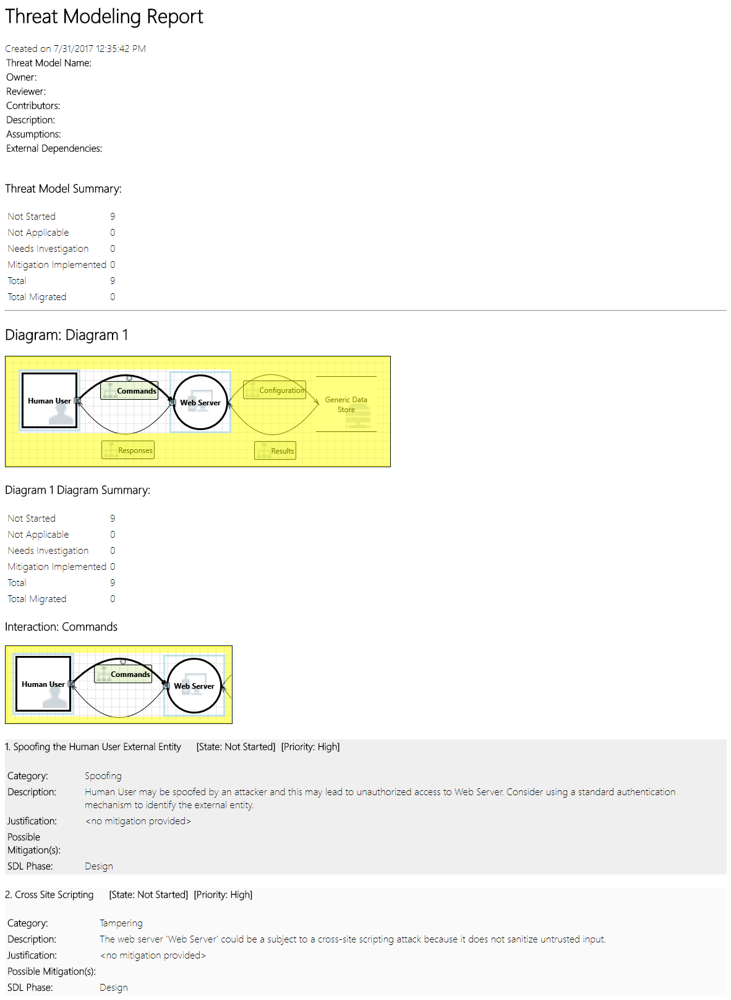 Threat Modeling Report
Created on 7/31/2017 12:35:42 PM
Threat Model Name:
Owner:
Reviewer:
Contributors:
Description:
Assumptions:
External Dependencies:
Threat Model Summary:
Not Started 9
Not Applicable 0
Needs Investigation 0
Mitigation Implemented 0
Total 9
Total Migrated 0
Diagram: Diagram 1
Human User
Commands
Web Server
Configuration
Generic Data
Store
Responses
Results
Diagram 1 Diagram Summary:
Not Started 9
Not Applicable 0
Needs Investigation 0
Mitigation Implemented 0
Total 9
Total Migrated 0
Interaction: Commands
Human User
Commands
Web Server
1. Spoofing the Human User External Entity [State: Not Started] [Priority: High]
Category: Spoofing
Description: Human User may be spoofed by an attacker and this may lead to unauthorized access to Web Server. Consider using a standard authentication
mechanism to identify the external entity.
Justification: <no mitigation provided>
Possible
Mitigation(s):
SDL Phase: Design
2. Cross Site Scripting [State: Not Started] [Priority: High]
Category: Tampering
Description: The web server 'Web Server' could be a subject to a cross-site scripting attack because it does not sanitize untrusted input.
Justification: <no mitigation provided>
Possible Mitigation(s):
SDL Phase: Design